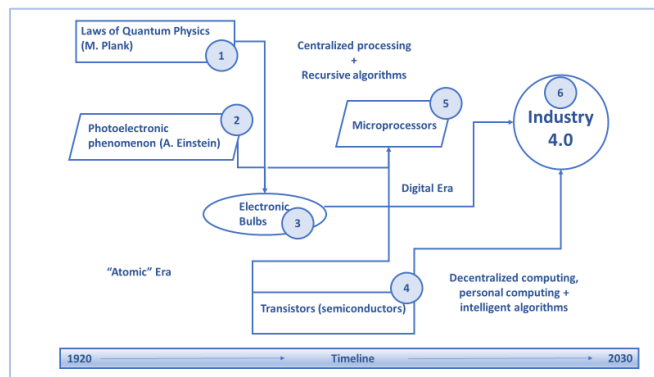 Laws of Quantum Physics
(M. Plank)
1
Centralized processing
+
Recursive algorithms
6
Industry
4.0
2
Photoelectronic
phenomenon (A. Einstein)
5
Microprocessors
Digital Era
Electronic
Bulbs
3
"Atomic" Era
4
Transistors (semiconductors)
Decentralized computing,
personal computing +
intelligent algorithms
1920
Timeline
2030